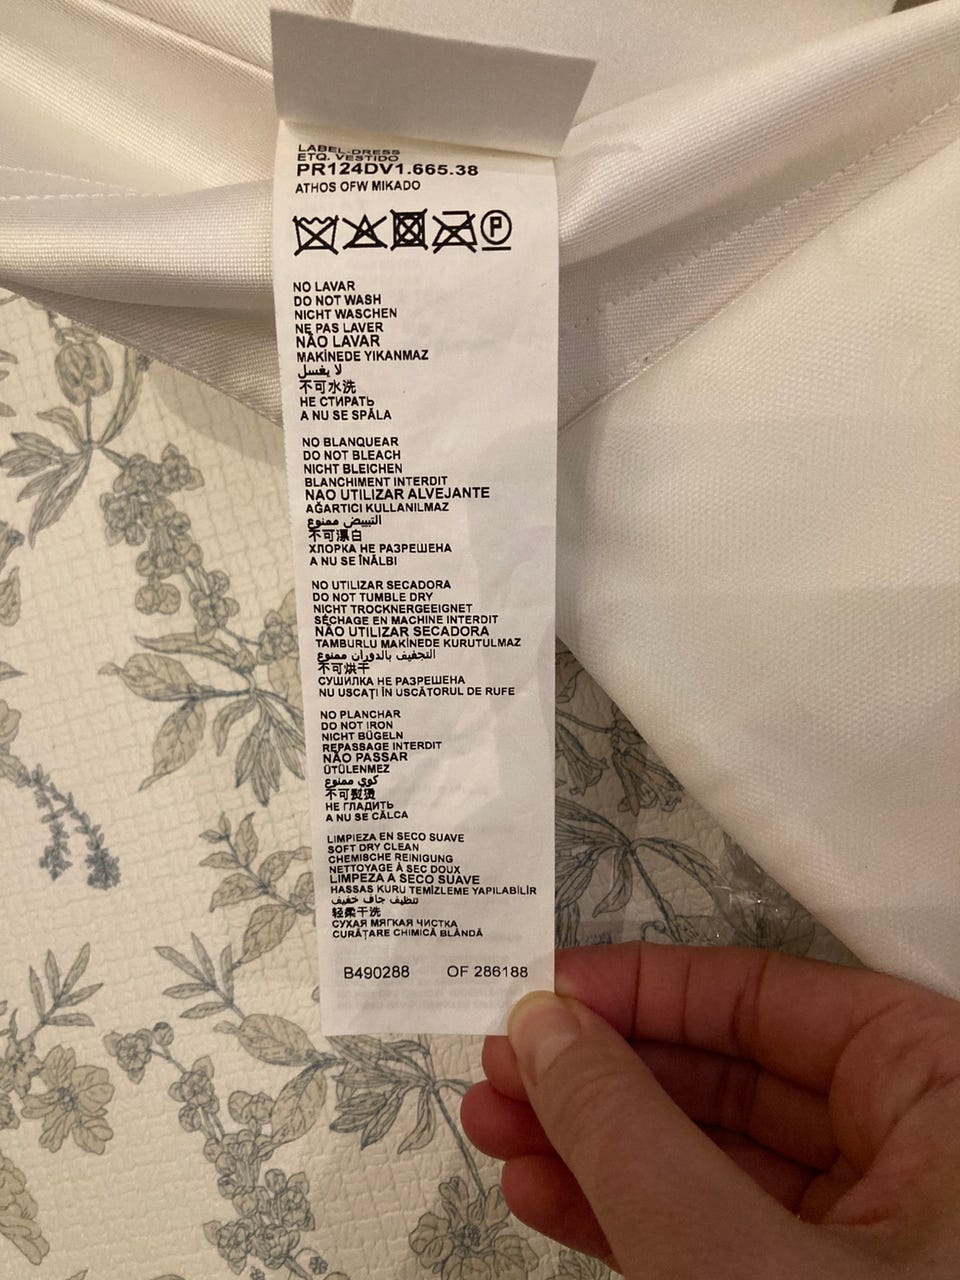 LABEL-DRESS
ETQ. VESTIDO
PR124DV1.665.38
ATHOS OFW MIKADO
P
NO LAVAR
DO NOT WASH
NICHT WASCHEN
NE PAS LAVER
NÃO LAVAR
MAKİNEDE YIKANMAZ
لا يغسل
不可水洗
НЕ СТИРАТЬ
A NU SE SPĂLA
NO BLANQUEAR
DO NOT BLEACH
NICHT BLEICHEN
BLANCHIMENT INTERDIT
NAO UTILIZAR ALVEJANTE
AĞARTICI KULLANILMAZ
التبييض ممنوع
不可漂白
ХЛОРКА НЕ РАЗРЕШЕНА
A NU SE ÎNĂLBI
NO UTILIZAR SECADORA
DO NOT TUMBLE DRY
NICHT TROCKNERGEEIGNET
SÉCHAGE EN MACHINE INTERDIT
NÃO UTILIZAR SECADORA
TAMBURLU MAKİNEDE KURUTULMAZ
التجفيف بالدوران ممنوع
不可烘干
СУШИЛКА НЕ РАЗРЕШЕНА
NU USCAȚI ÎN USCĂTORUL DE RUFE
NO PLANCHAR
DO NOT IRON
NICHT BÜGELN
REPASSAGE INTERDIT
NÃO PASSAR
ÜTÜLENMEZ
كوي ممنوع
不可熨烫
НЕ ГЛАДИТЬ
A NU SE CĂLCA
LIMPIEZA EN SECO SUAVE
SOFT DRY CLEAN
CHEMISCHE REINIGUNG
NETTOYAGE À SEC DOUX
LIMPEZA A SECO SUAVE
HASSAS KURU TEMİZLEME YAPILABİLİR
تنظيف جاف خفيف
轻柔干洗
СУХАЯ МЯГКАЯ ЧИСТКА
CURĂȚARE CHIMICĂ BLÂNDĂ
B490288 OF 286188